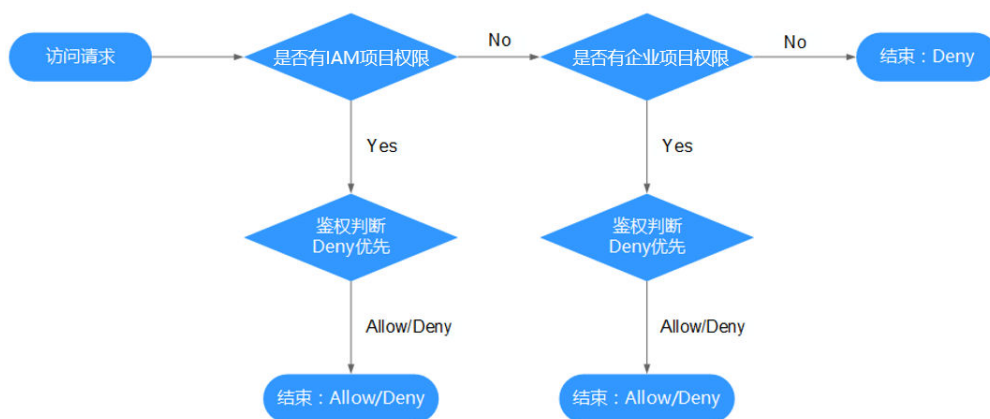 访问请求
是否有IAM项目权限
No
是否有企业项目权限
No
结束：Deny
Yes
Yes
鉴权判断
Deny优先
鉴权判断
Deny优先
Allow/Deny
Allow/Deny
结束：Allow/Deny
结束：Allow/Deny